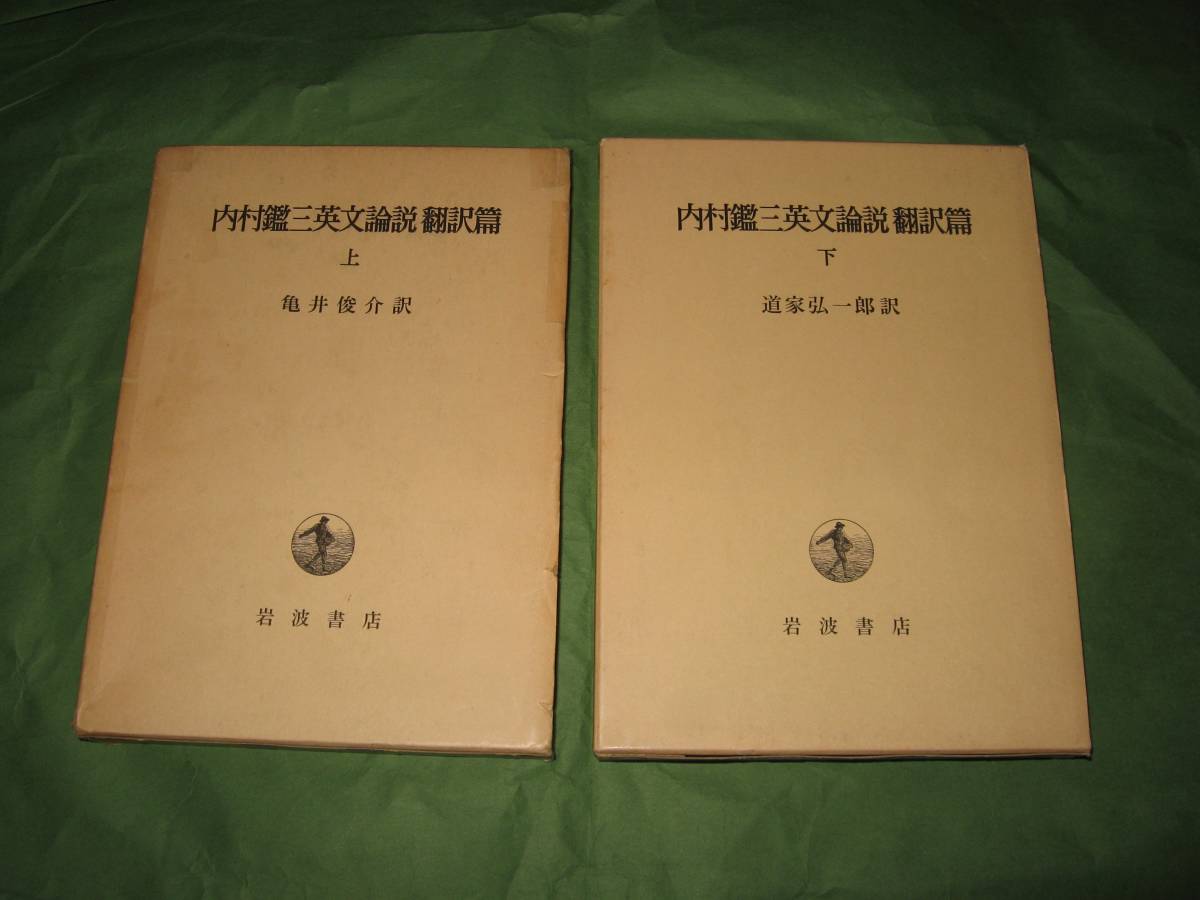 内村鑑三英文論説 翻訳篇
上
亀井俊介訳
岩波書店
内村鑑三英文論説 翻訳篇
下
道家弘一郎訳
岩波書店